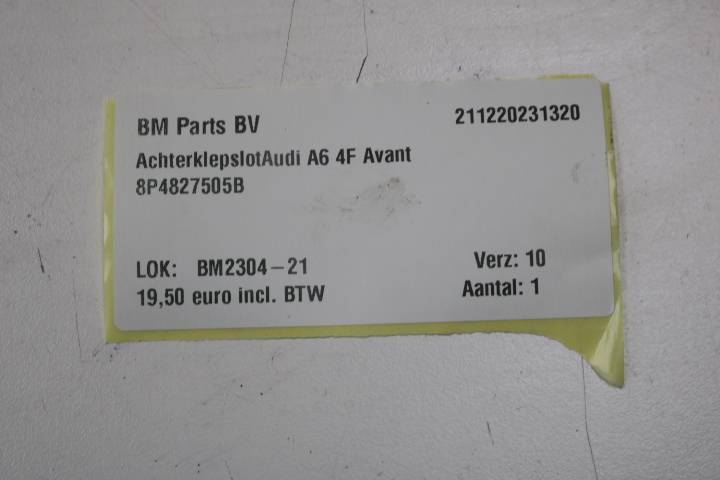 BM Parts BV 211220231320
AchterklepslotAudi A6 4F Avant
8P4827505B
LOK: BM2304-21 Verz: 10
19,50 euro incl. BTW Aantal: 1